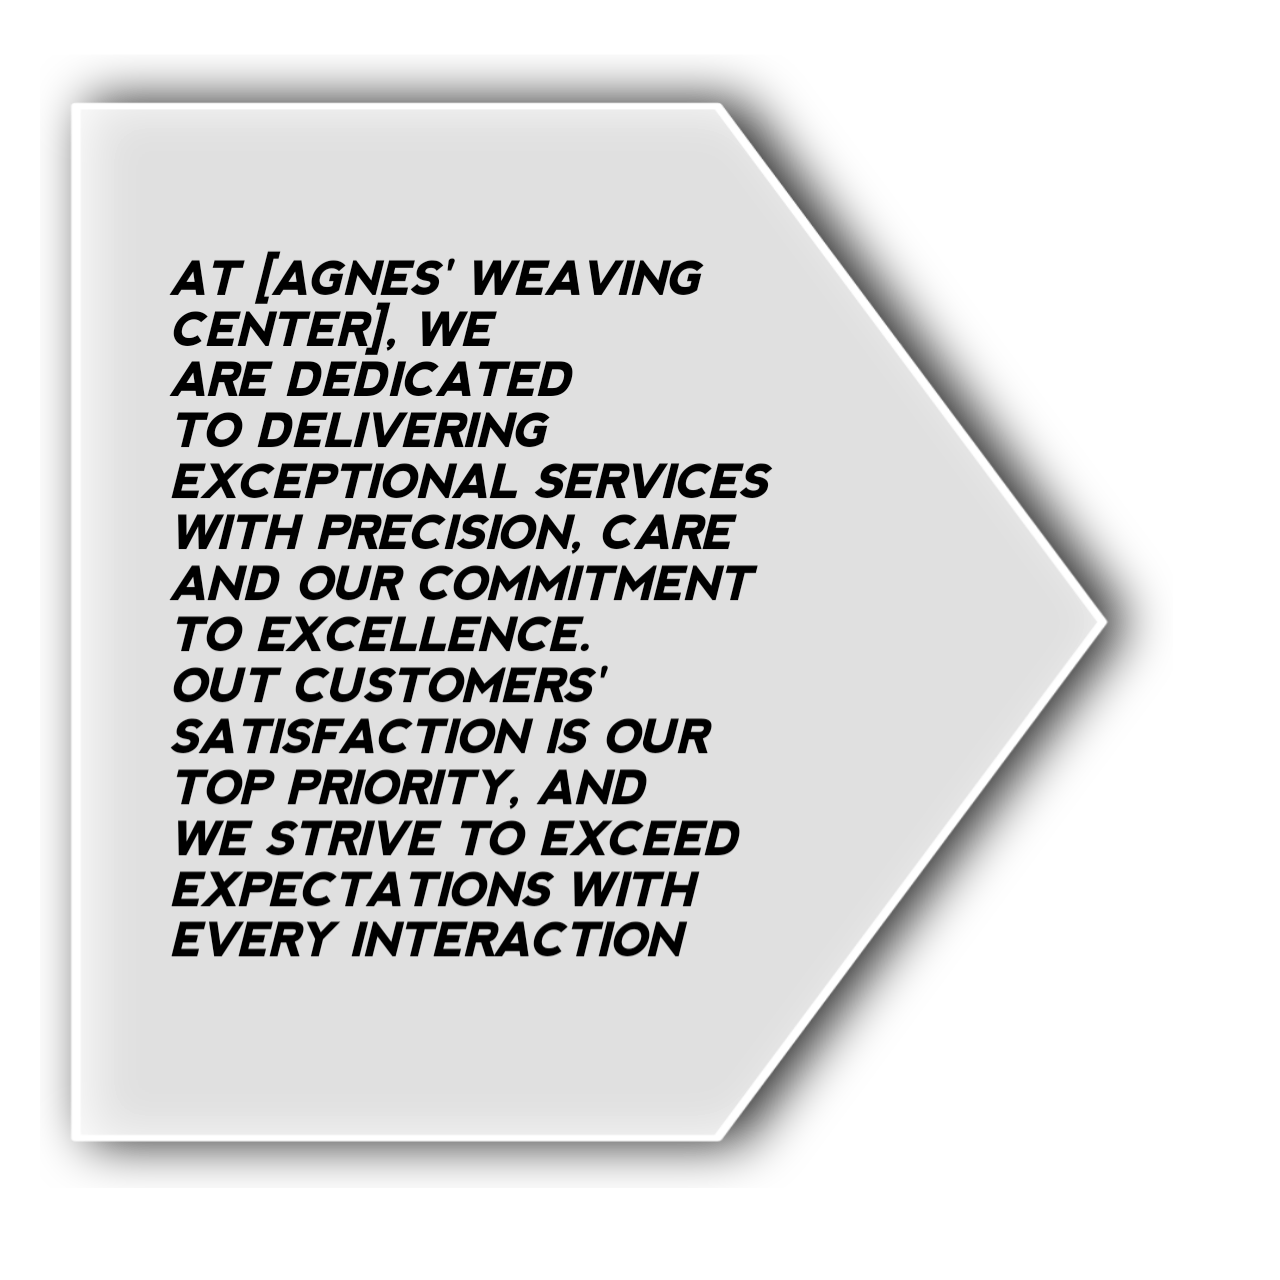 AT [AGNES' WEAVING
CENTER], WE
ARE DEDICATED
TO DELIVERING
EXCEPTIONAL SERVICES
WITH PRECISION, CARE
AND OUR COMMITMENT
TO EXCELLENCE.
OUT CUSTOMERS'
SATISFACTION IS OUR
TOP PRIORITY, AND
WE STRIVE TO EXCEED
EXPECTATIONS WITH
EVERY INTERACTION